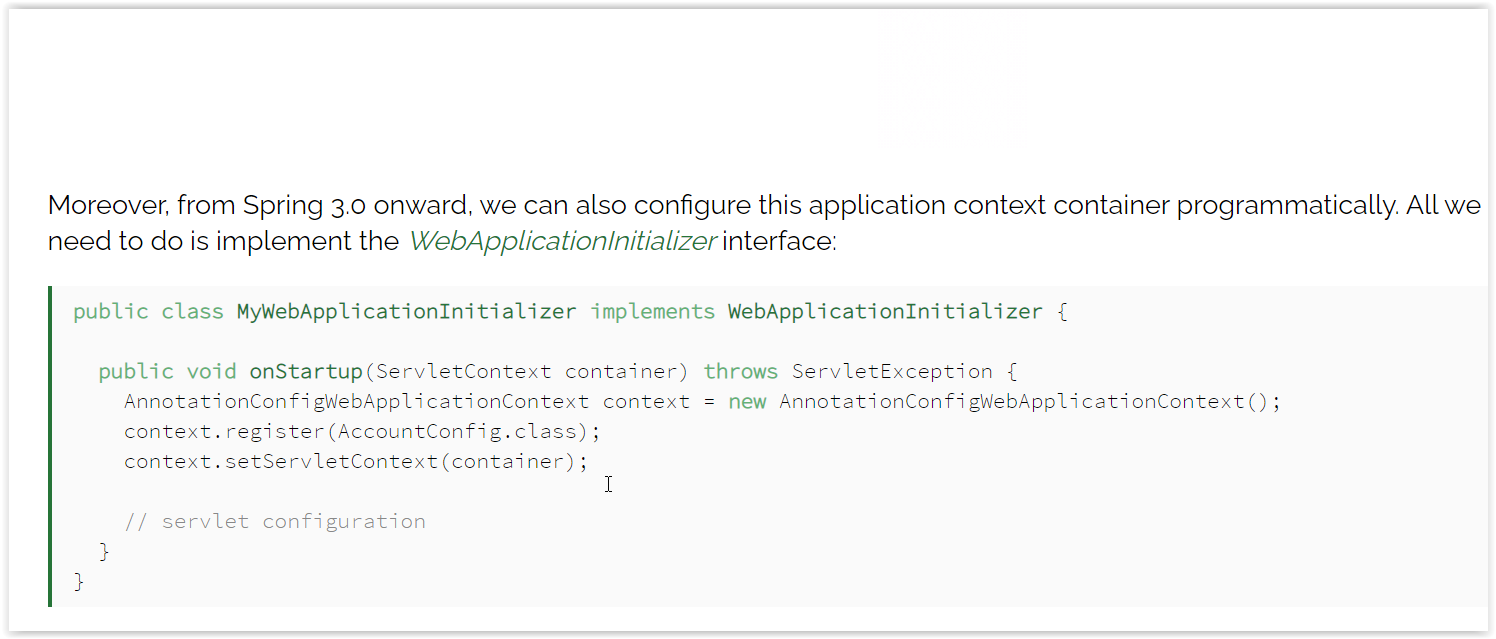 Moreover, from Spring 3.0 onward, we can also configure this application context container programmatically. All we
need to do is implement the WebApplicationInitializer interface:
public class MyWebApplicationInitializer implements WebApplicationInitializer {
public void onStartup(ServletContext container) throws ServletException {
AnnotationConfigWebApplicationContext context = new AnnotationConfigWebApplicationContext();
context.register(AccountConfig.class);
context.setServletContext(container);
// servlet configuration
}
}